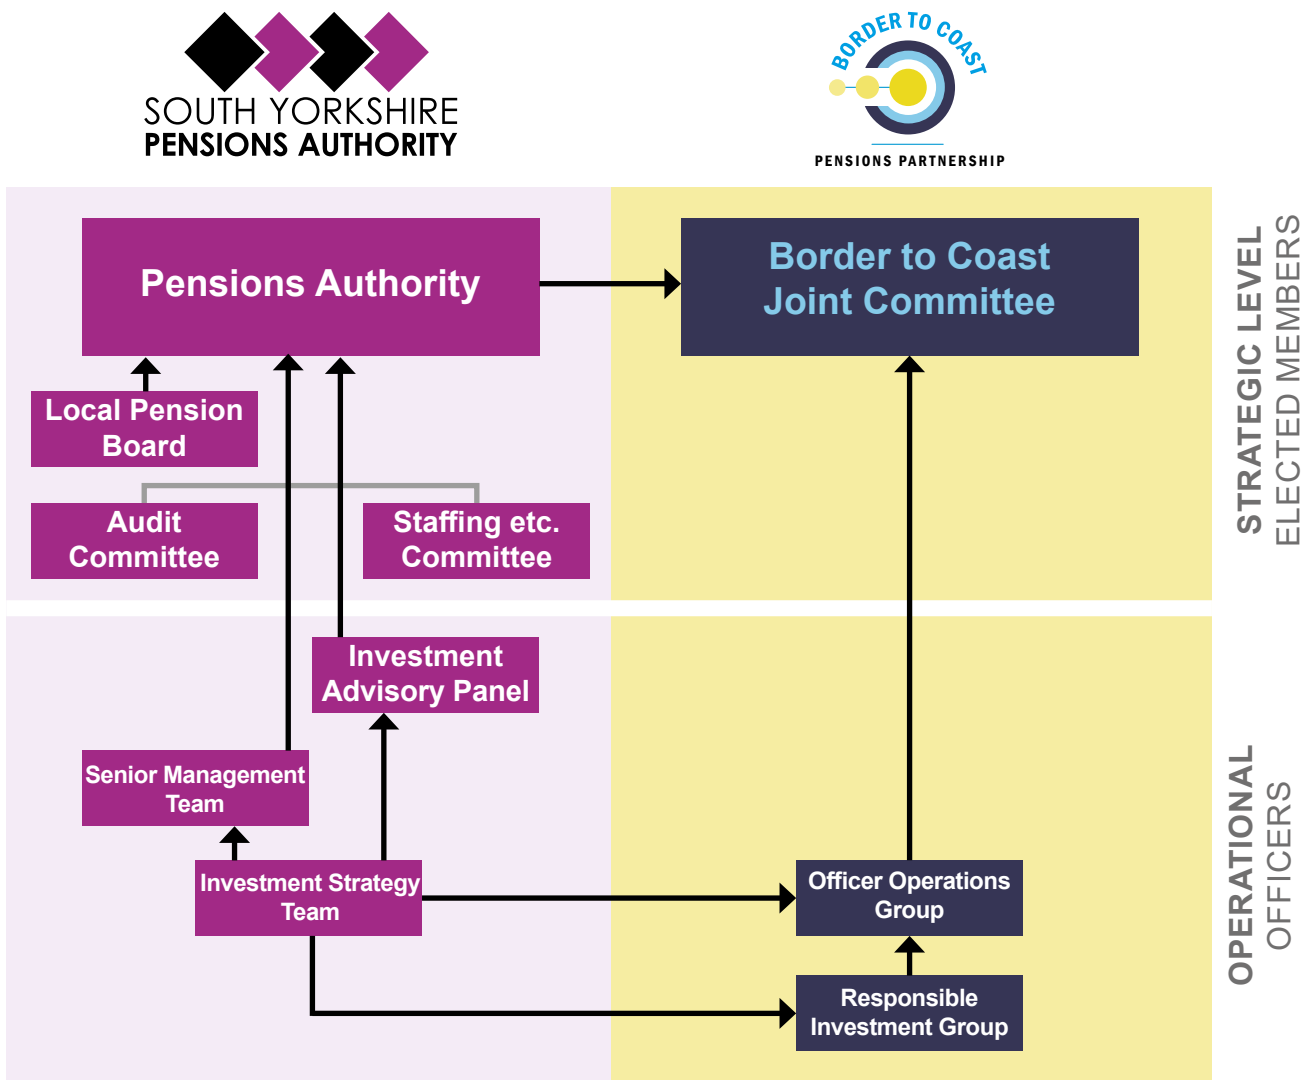 SOUTH YORKSHIRE
PENSIONS AUTHORITY
BORDER TO COAST
PENSIONS PARTNERSHIP
Pensions Authority
Border to Coast
Joint Committee
Local Pension
Board
Audit
Committee
Staffing etc.
Committee
STRATEGIC LEVEL
ELECTED MEMBERS
Investment
Advisory Panel
Senior Management
Team
Investment Strategy
Team
Officer Operations
Group
Responsible
Investment Group
OPERATIONAL
OFFICERS